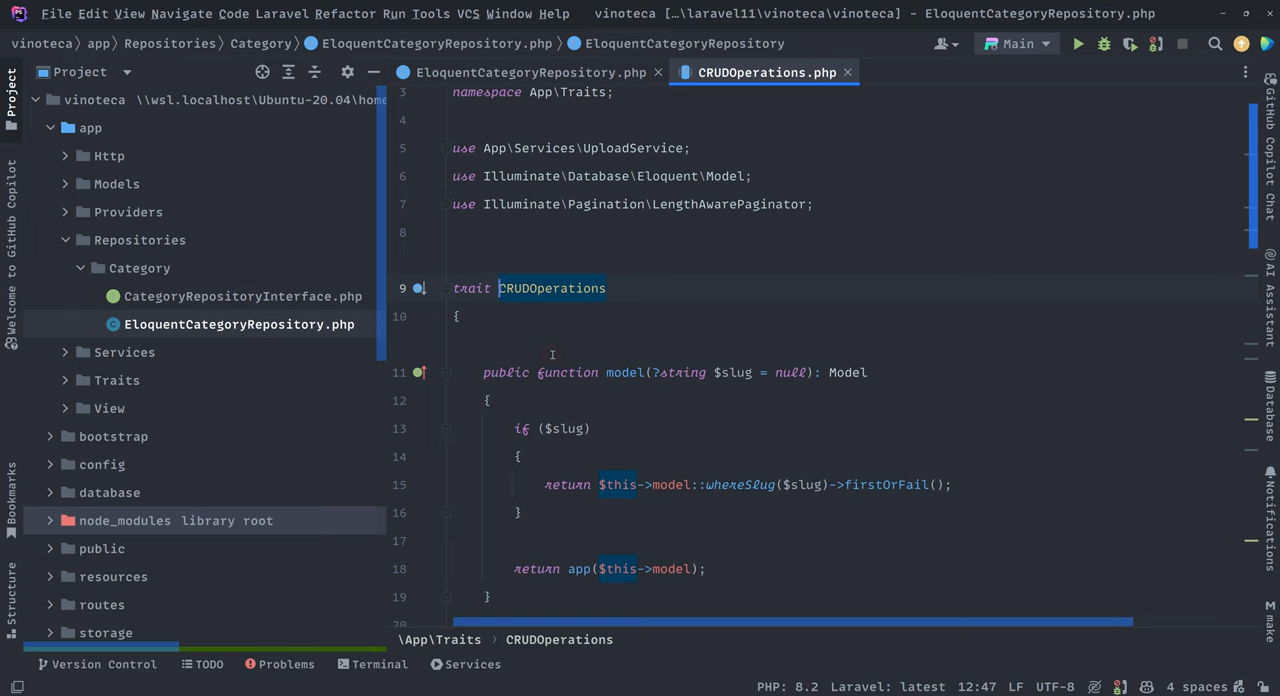 File Edit View Navigate Code Laravel Refactor Run Tools VCS Window Help vinoteca [...\laravel11\vinoteca\vinoteca] - EloquentCategoryRepository.php
vinoteca app Repositories Category EloquentCategoryRepository.php EloquentCategoryRepository Main
Project
EloquentCategoryRepository.php CRUDOperations.php
vinoteca \\wsl.localhost\Ubuntu-20.04\home
app
Http
Models
Providers
Repositories
Category
CategoryRepositoryInterface.php
EloquentCategoryRepository.php
Services
Traits
View
bootstrap
config
database
node_modules library root
public
resources
routes
storage
3 namespace App\Traits;
4
5 use App\Services\UploadService;
6 use Illuminate\Database\Eloquent\Model;
7 use Illuminate\Pagination\LengthAwarePaginator;
8
9 trait CRUDOperations
10 {
11 public function model(?string $slug = null): Model
12 {
13 if ($slug)
14 {
15 return $this->model::whereSlug($slug)->firstOrFail();
16 }
17
18 return app($this->model);
19 }
20
\App\Traits CRUDOperations
Version Control TODO Problems Terminal Services
PHP: 8.2 Laravel: latest 12:47 LF UTF-8 4 spaces
Project
Welcome to GitHub Copilot
Bookmarks
Structure
GitHub Copilot Chat
AI Assistant
Database
Notifications
M make